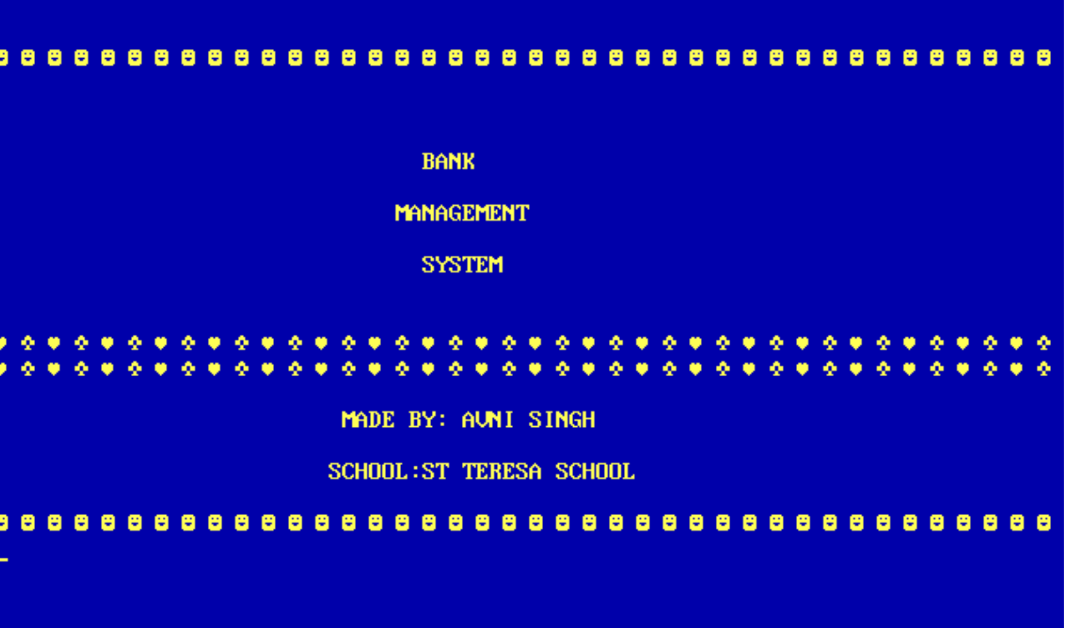 BANK
MANAGEMENT
SYSTEM
MADE BY: AVNI SINGH
SCHOOL:ST TERESA SCHOOL